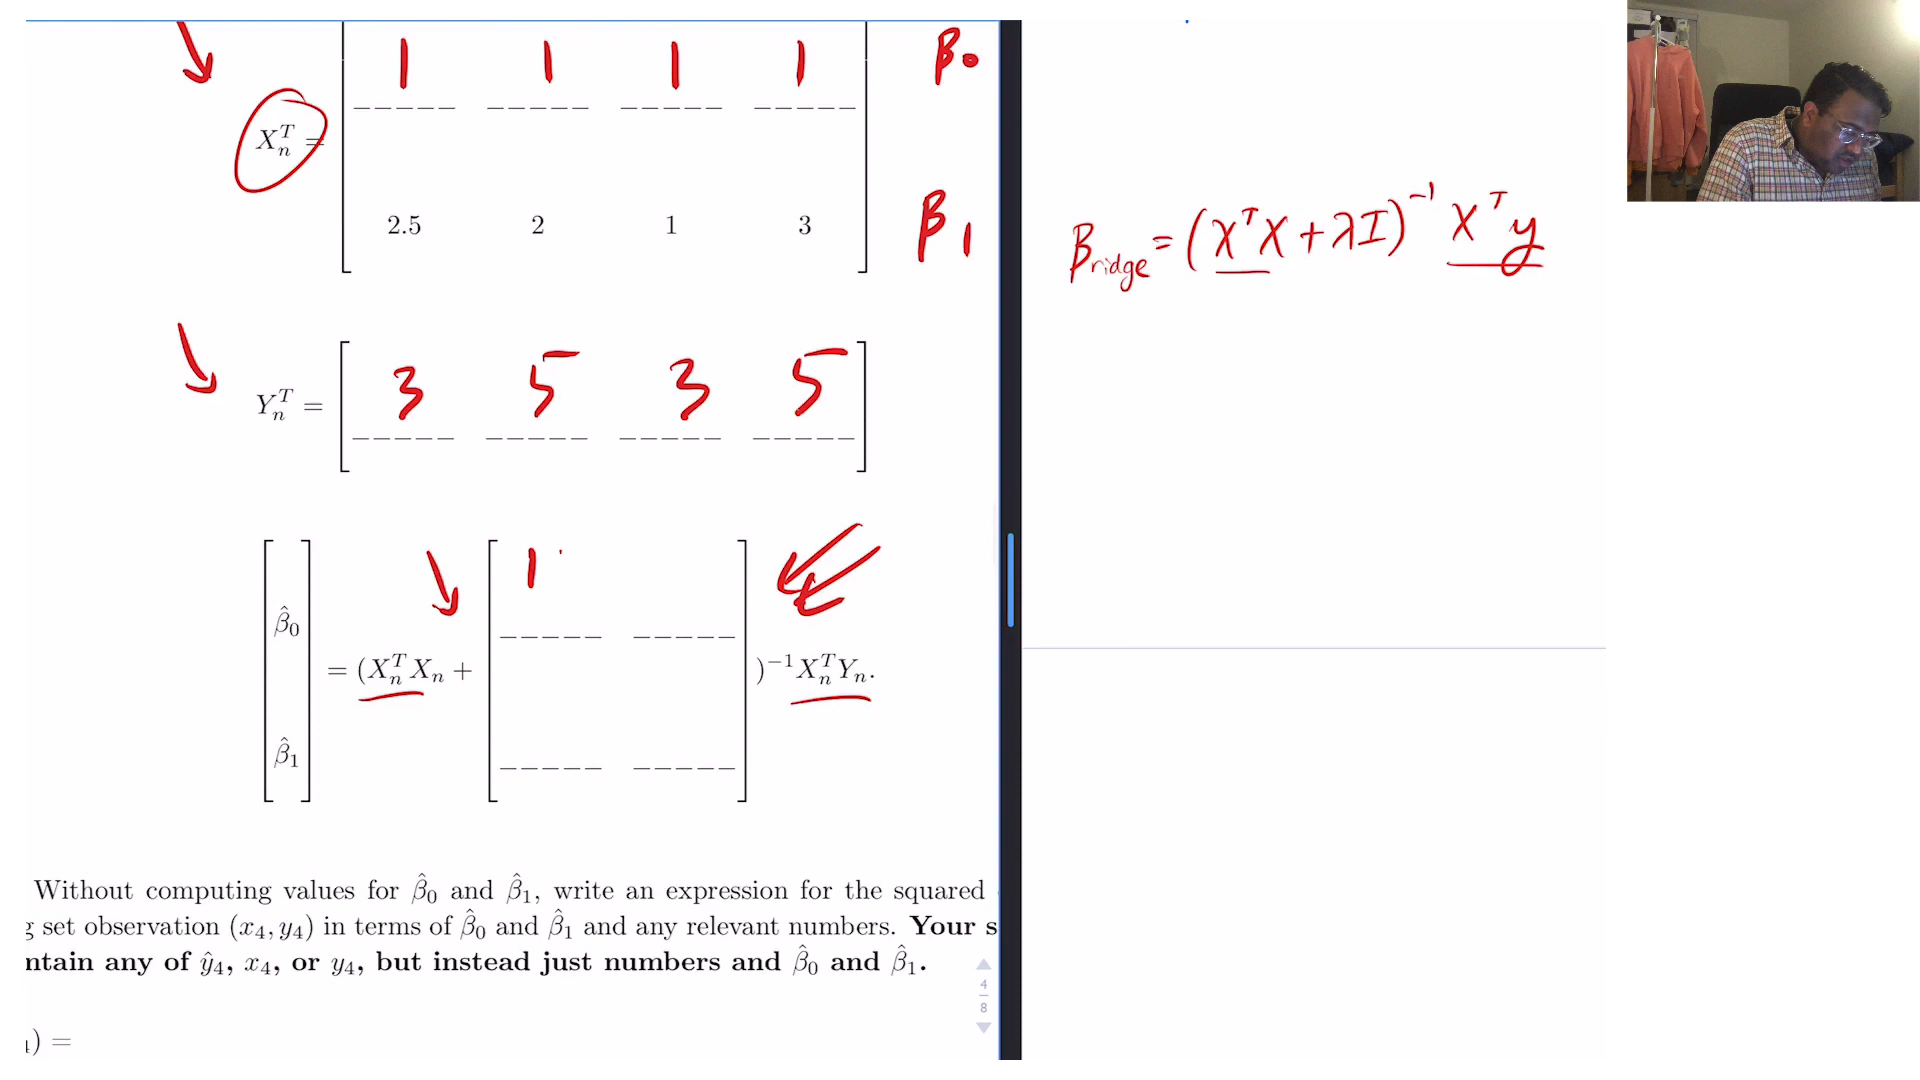 1 1 1 1 β0
X_n^T =
2.5 2 1 3 β1
β_ridge = (X^T X + λI)^-1 X^T y
3 5 3 5
Y_n^T =
1
β̂0
= (X_n^T X_n + )^−1 X_n^T Y_n.
β̂1
Without computing values for β̂0 and β̂1, write an expression for the squared
g set observation (x4, y4) in terms of β̂0 and β̂1 and any relevant numbers. Your s
ntain any of ŷ4, x4, or y4, but instead just numbers and β̂0 and β̂1.
4
8
4) =